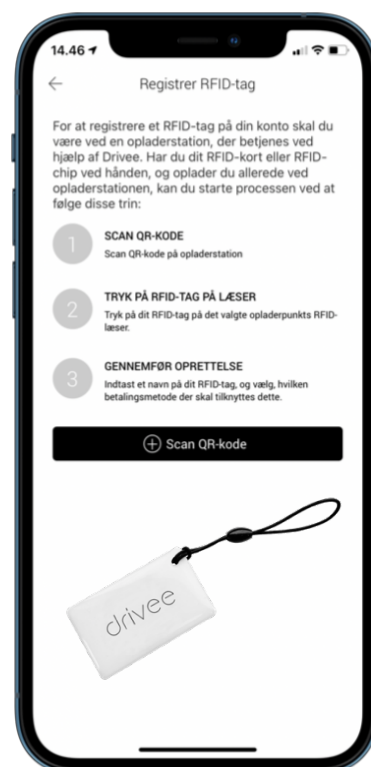 14.46
Registrer RFID-tag
For at registrere et RFID-tag på din konto skal du
være ved en opladerstation, der betjenes ved
hjælp af Drivee. Har du dit RFID-kort eller RFID-
chip ved hånden, og oplader du allerede ved
opladerstationen, kan du starte processen ved at
følge disse trin:
1
SCAN QR-KODE
Scan QR-kode på opladerstation
2
TRYK PÅ RFID-TAG PÅ LÆSER
Tryk på dit RFID-tag på det valgte opladerpunkts RFID-
læser.
3
GENNEMFØR OPRETTELSE
Indtast et navn på dit RFID-tag, og vælg, hvilken
betalingsmetode der skal tilknyttes dette.
Scan QR-kode
drivee